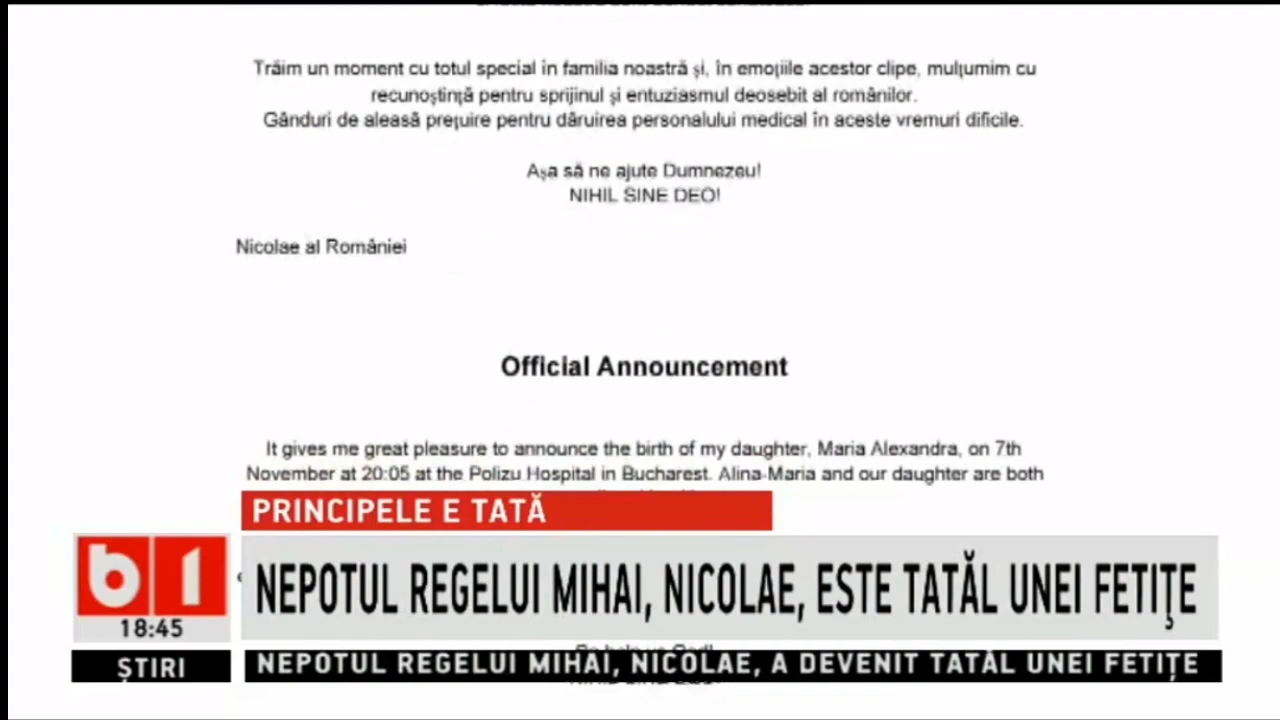 Trăim un moment cu totul special în familia noastră și, în emoțiile acestor clipe, mulțumim cu
recunoștință pentru sprijinul și entuziasmul deosebit al românilor.
Gânduri de aleasă prețuire pentru dăruirea personalului medical în aceste vremuri dificile.
Așa să ne ajute Dumnezeu!
NIHIL SINE DEO!
Nicolae al României
Official Announcement
It gives me great pleasure to announce the birth of my daughter, Maria Alexandra, on 7th
November at 20:05 at the Polizu Hospital in Bucharest. Alina-Maria and our daughter are both
PRINCIPELE E TATĂ
b1
NEPOTUL REGELUI MIHAI, NICOLAE, ESTE TATĂL UNEI FETIȚE
18:45
ȘTIRI
NEPOTUL REGELUI MIHAI, NICOLAE, A DEVENIT TATĂL UNEI FETIȚE